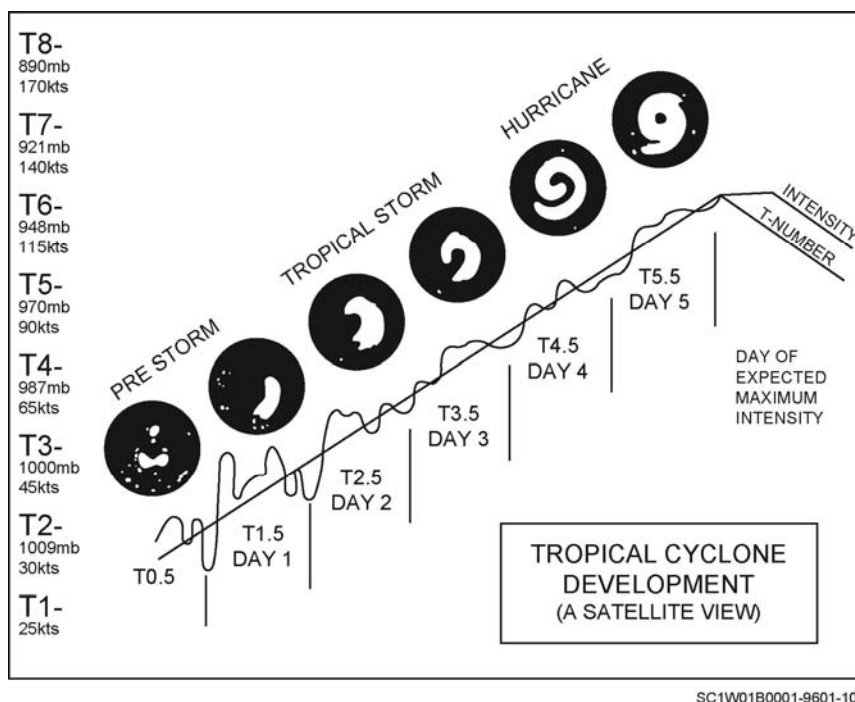 T8-
890mb
170kts
T7-
921mb
140kts
T6-
948mb
115kts
T5-
970mb
90kts
T4-
987mb
65kts
T3-
1000mb
45kts
T2-
1009mb
30kts
T1-
25kts
PRE STORM
TROPICAL STORM
HURRICANE
INTENSITY
T-NUMBER
T0.5
T1.5
DAY 1
T2.5
DAY 2
T3.5
DAY 3
T4.5
DAY 4
T5.5
DAY 5
DAY OF
EXPECTED
MAXIMUM
INTENSITY
TROPICAL CYCLONE
DEVELOPMENT
(A SATELLITE VIEW)
SC1W01B0001-9601-10